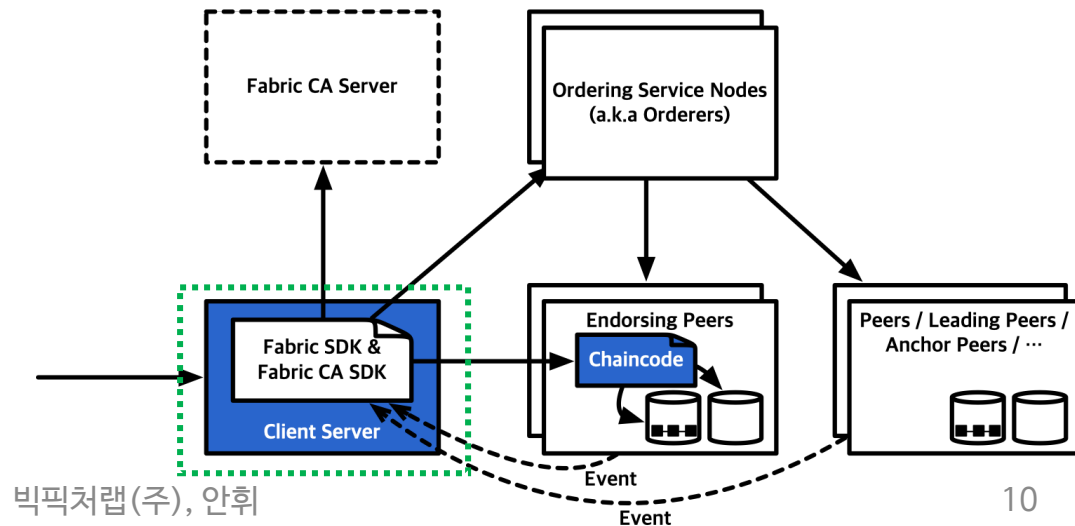 Fabric CA Server
Ordering Service Nodes
(a.k.a Orderers)
Fabric SDK &
Fabric CA SDK
Client Server
Endorsing Peers
Chaincode
Peers / Leading Peers /
Anchor Peers / ⋯
Event
Event
빅픽처랩(주), 안휘
10